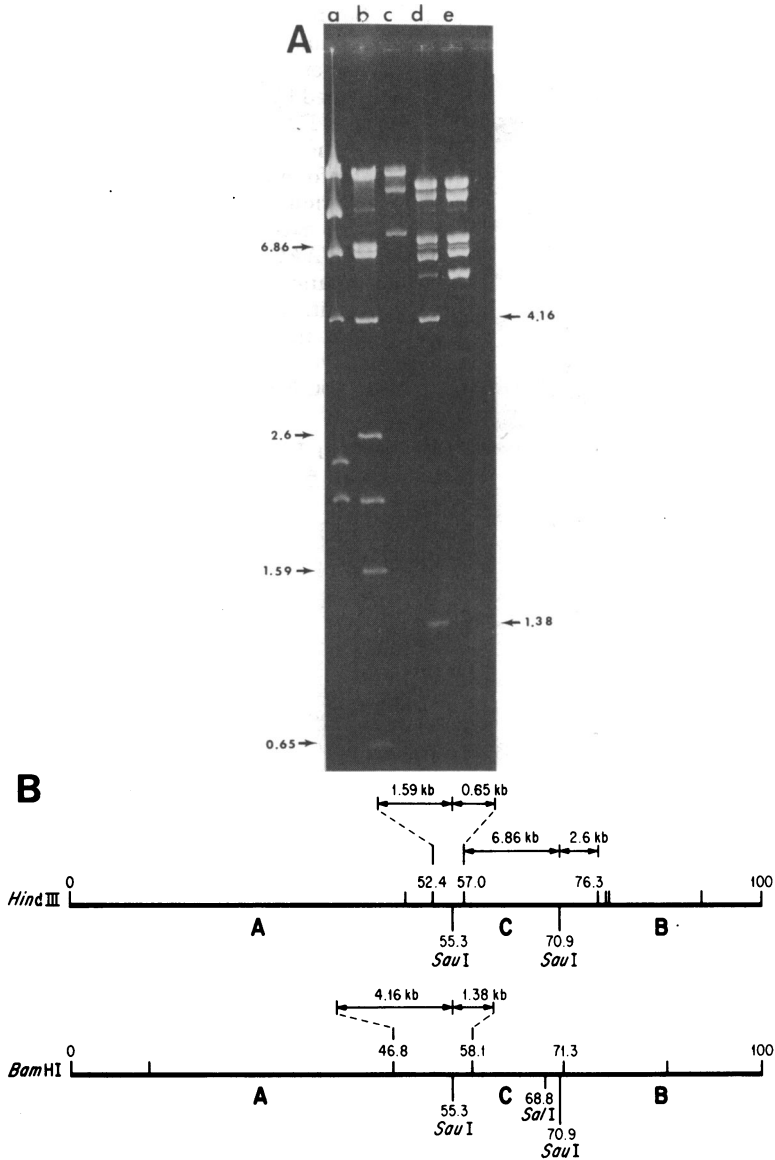 A
a b c d e
6.86
4.16
2.6
1.59
1.38
0.65
B
1.59 kb 0.65 kb
6.86 kb 2.6 kb
0 52.4 57.0 76.3 100
HindIII
A C B
55.3 70.9
SauI SauI
4.16 kb 1.38 kb
0 46.8 58.1 71.3 100
BamHI
A C B
55.3 68.8
SauI SalI
70.9
SauI